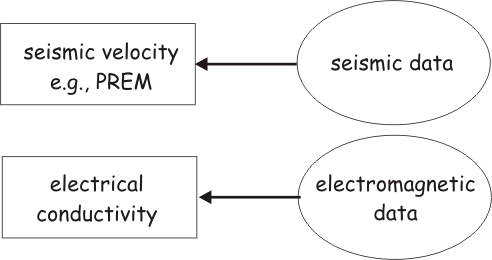 seismic velocity
e.g., PREM
seismic data
electrical
conductivity
electromagnetic
data